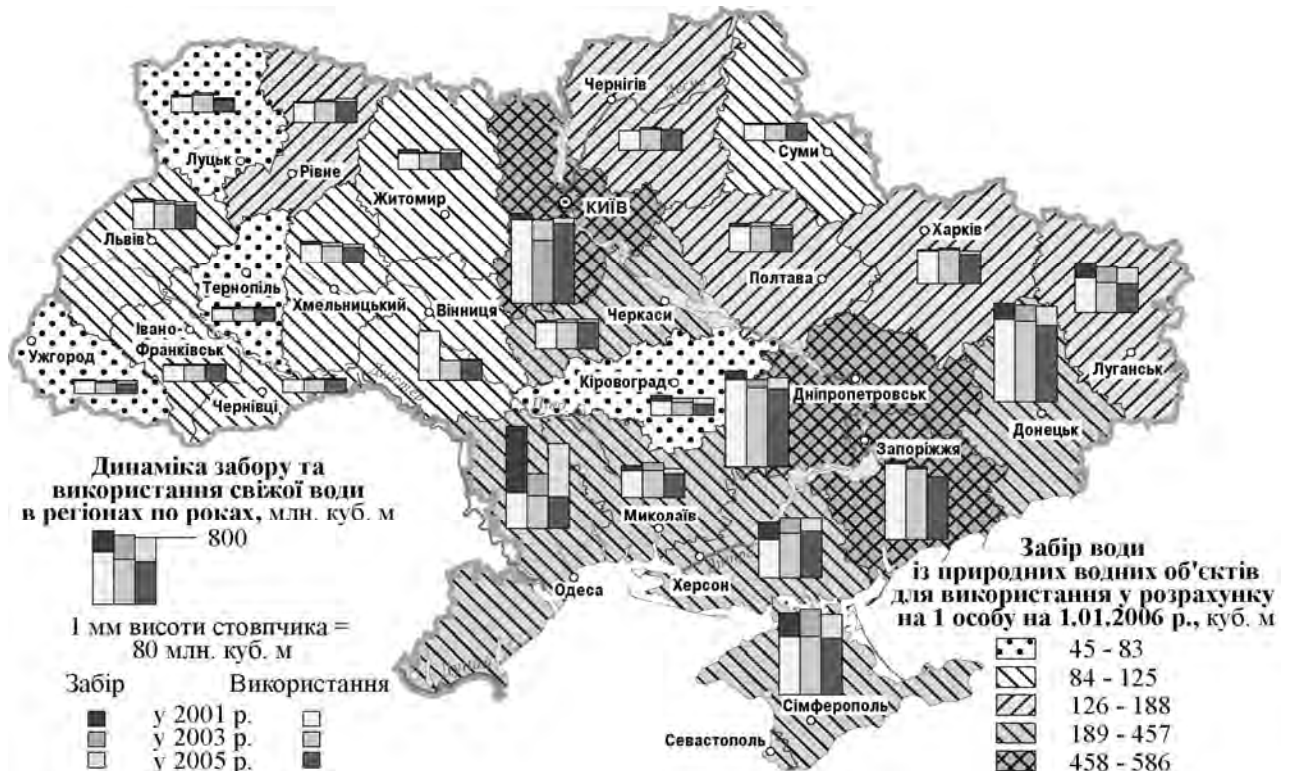 Чернігів
Десна
Суми
Луцьк
Рівне
Житомир
КИЇВ
Львів
Харків
Тернопіль
Полтава
Хмельницький
Вінниця
Черкаси
Івано-
Франківськ
Ужгород
Луганськ
Чернівці
Дністер
Кіровоград
Дніпропетровськ
Донецьк
Запоріжжя
Миколаїв
Одеса
Херсон
Сімферополь
Севастополь
Динаміка забору та
використання свіжої води
в регіонах по роках, млн. куб. м
800
1 мм висоти стовпчика =
80 млн. куб. м
Забір Використання
у 2001 р.
у 2003 р.
у 2005 р.
Забір води
із природних водних об'єктів
для використання у розрахунку
на 1 особу на 1.01.2006 р., куб. м
45 - 83
84 - 125
126 - 188
189 - 457
458 - 586